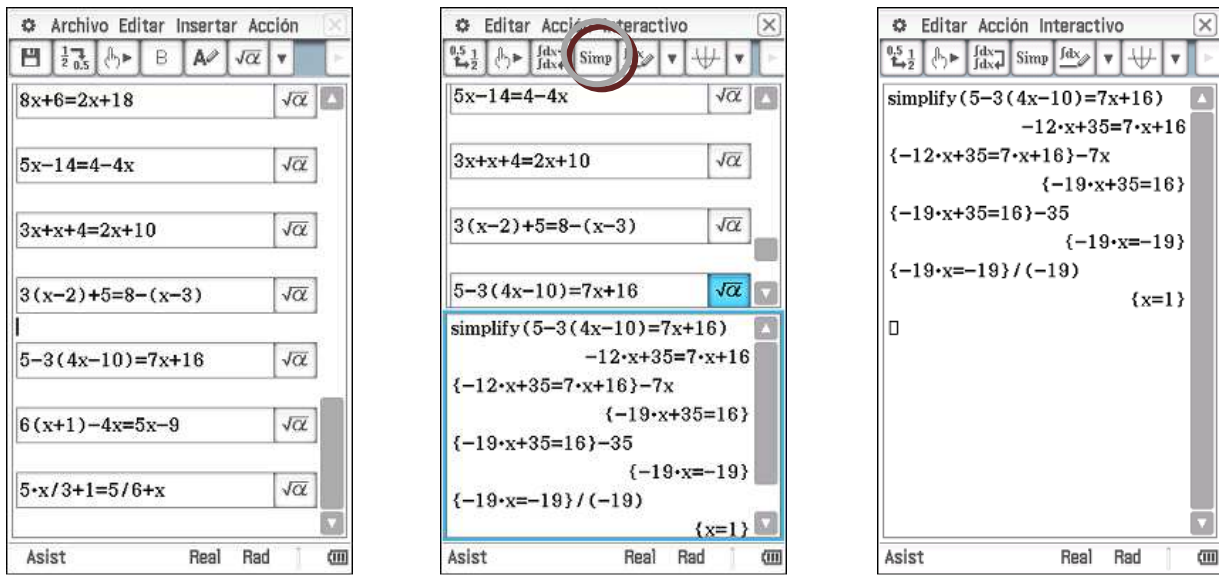 Archivo Editar Insertar Acción
B
8x+6=2x+18
5x−14=4−4x
3x+x+4=2x+10
3(x−2)+5=8−(x−3)
5−3(4x−10)=7x+16
6(x+1)−4x=5x−9
5·x/3+1=5/6+x
Asist Real Rad
Editar Acción Interactivo
Simp
5x−14=4−4x
3x+x+4=2x+10
3(x−2)+5=8−(x−3)
5−3(4x−10)=7x+16
simplify(5−3(4x−10)=7x+16)
−12·x+35=7·x+16
{−12·x+35=7·x+16}−7x
{−19·x+35=16}
{−19·x+35=16}−35
{−19·x=−19}
{−19·x=−19}/(−19)
{x=1}
Asist Real Rad
Editar Acción Interactivo
Simp
simplify(5−3(4x−10)=7x+16)
−12·x+35=7·x+16
{−12·x+35=7·x+16}−7x
{−19·x+35=16}
{−19·x+35=16}−35
{−19·x=−19}
{−19·x=−19}/(−19)
{x=1}
Asist Real Rad